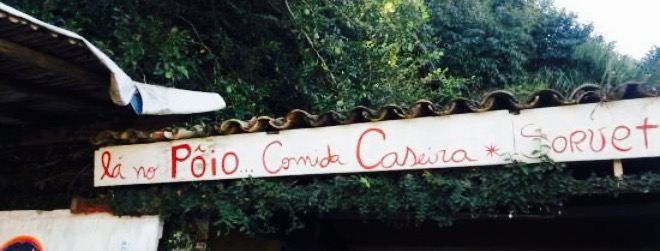 lá no PÔIO... Comida Caseira * SORVET